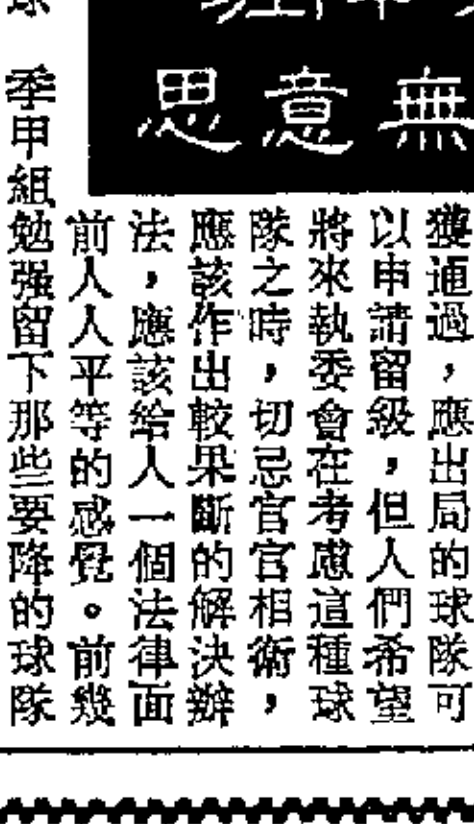 無意思
獲通過，應出局的球隊可
以申請留級，但人們希望
將來執委會在考慮這種球
隊之時，切忌官官相衛，
應該作出較果斷的解決辦
法，應該給人一個法律面
前人人平等的感覺。前幾
季甲組勉强留下那些要降的球隊